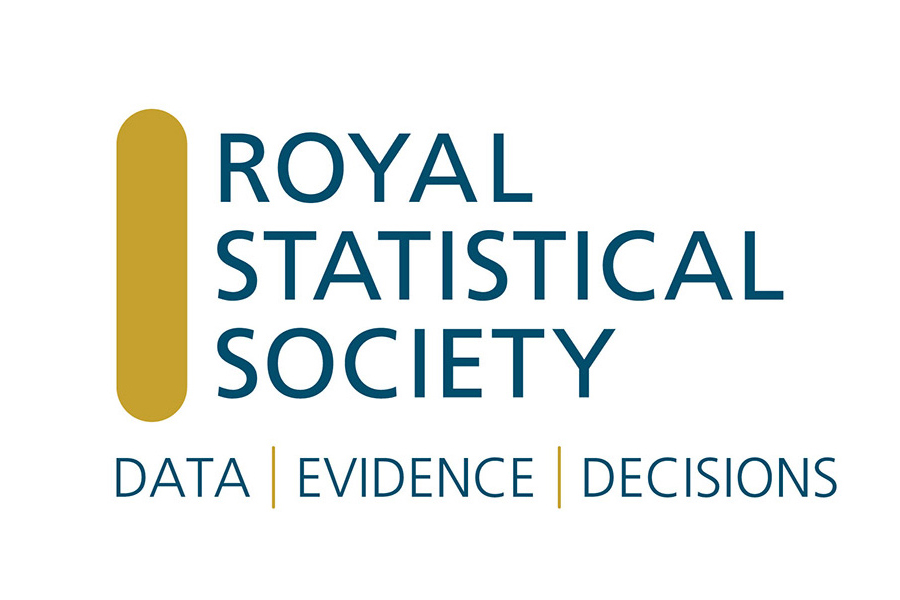 ROYAL
STATISTICAL
SOCIETY
DATA | EVIDENCE | DECISIONS